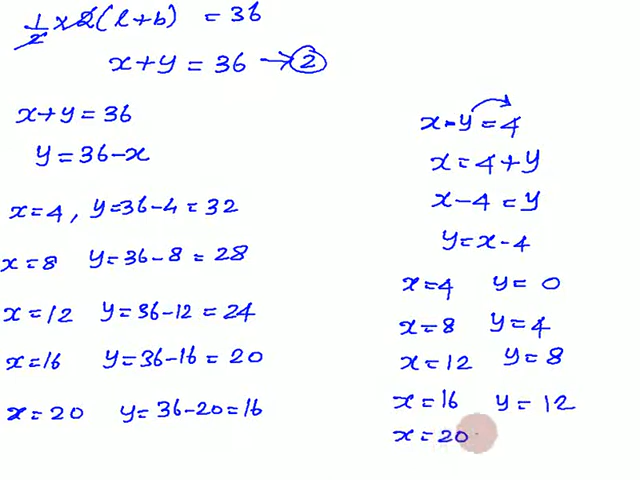 1/2 x 2(l+b) = 36
x+y = 36 → 2
x+y = 36
y = 36-x
x=4, y=36-4 = 32
x=8 y=36-8 = 28
x=12 y=36-12 = 24
x=16 y=36-16 = 20
x=20 y=36-20=16
x-y=4
x=4+y
x-4=y
y=x-4
x=4 y=0
x=8 y=4
x=12 y=8
x=16 y=12
x=20